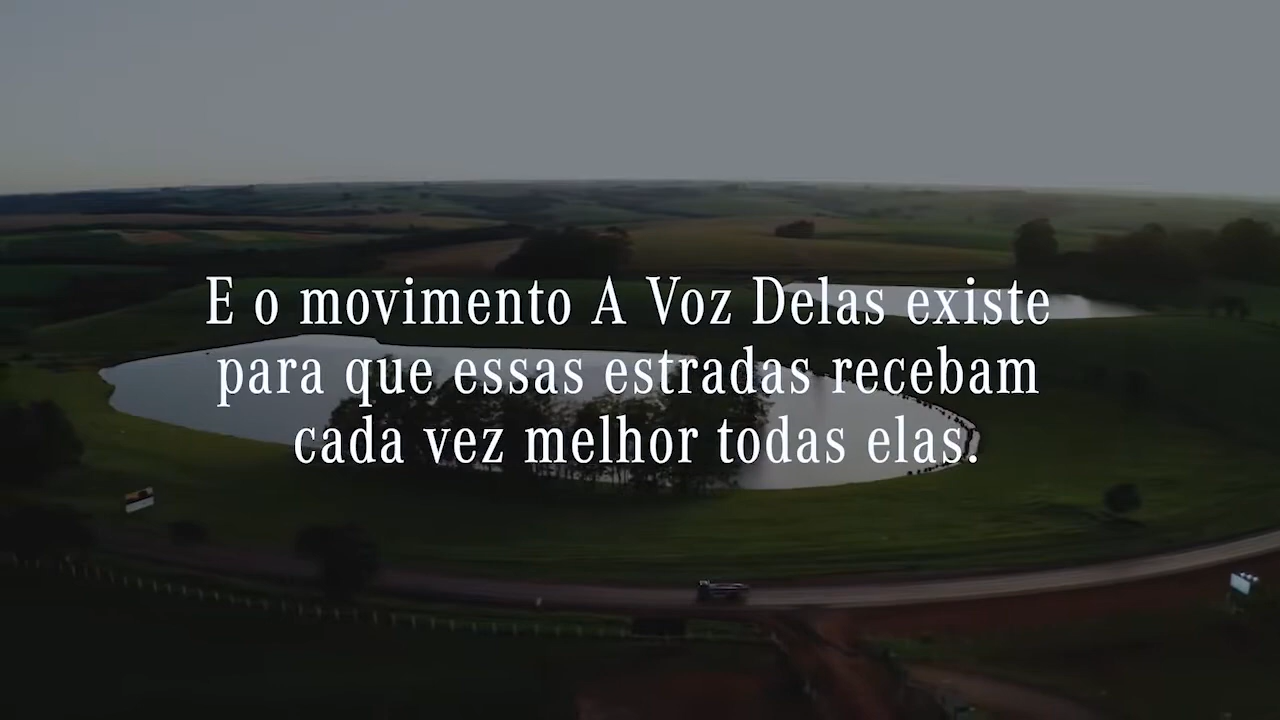 E o movimento A Voz Delas existe
para que essas estradas recebam
cada vez melhor todas elas.